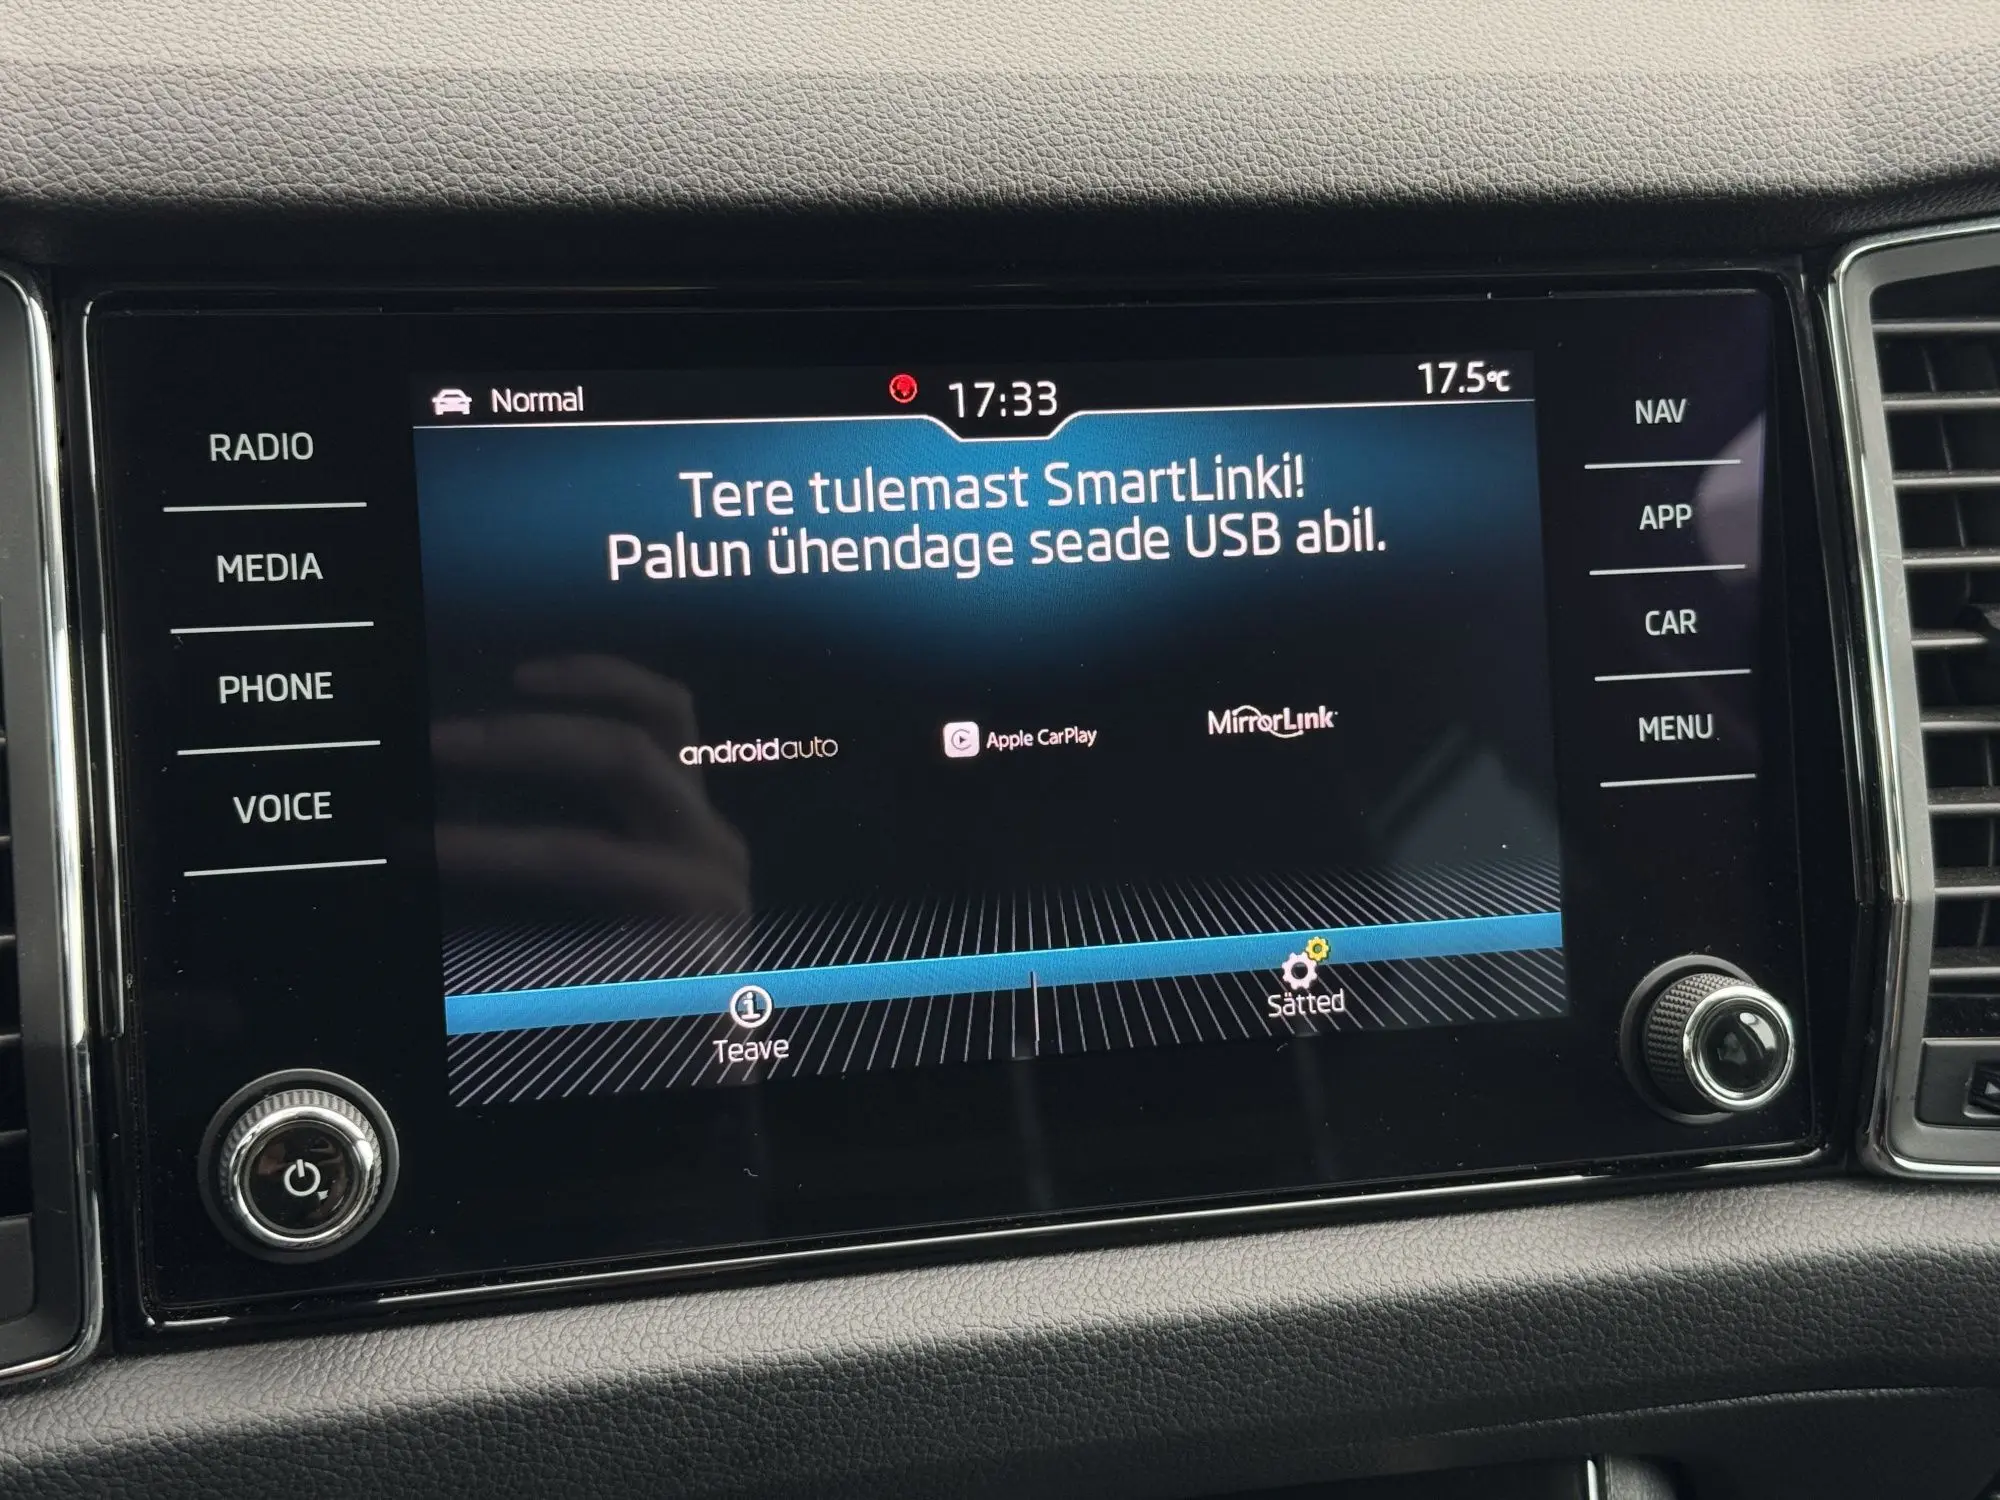 Normal
17:33
17.5°C
RADIO
MEDIA
PHONE
VOICE
Tere tulemast SmartLinki!
Palun ühendage seade USB abil.
androidauto
Apple CarPlay
MirrorLink
Teave
Sätted
NAV
APP
CAR
MENU